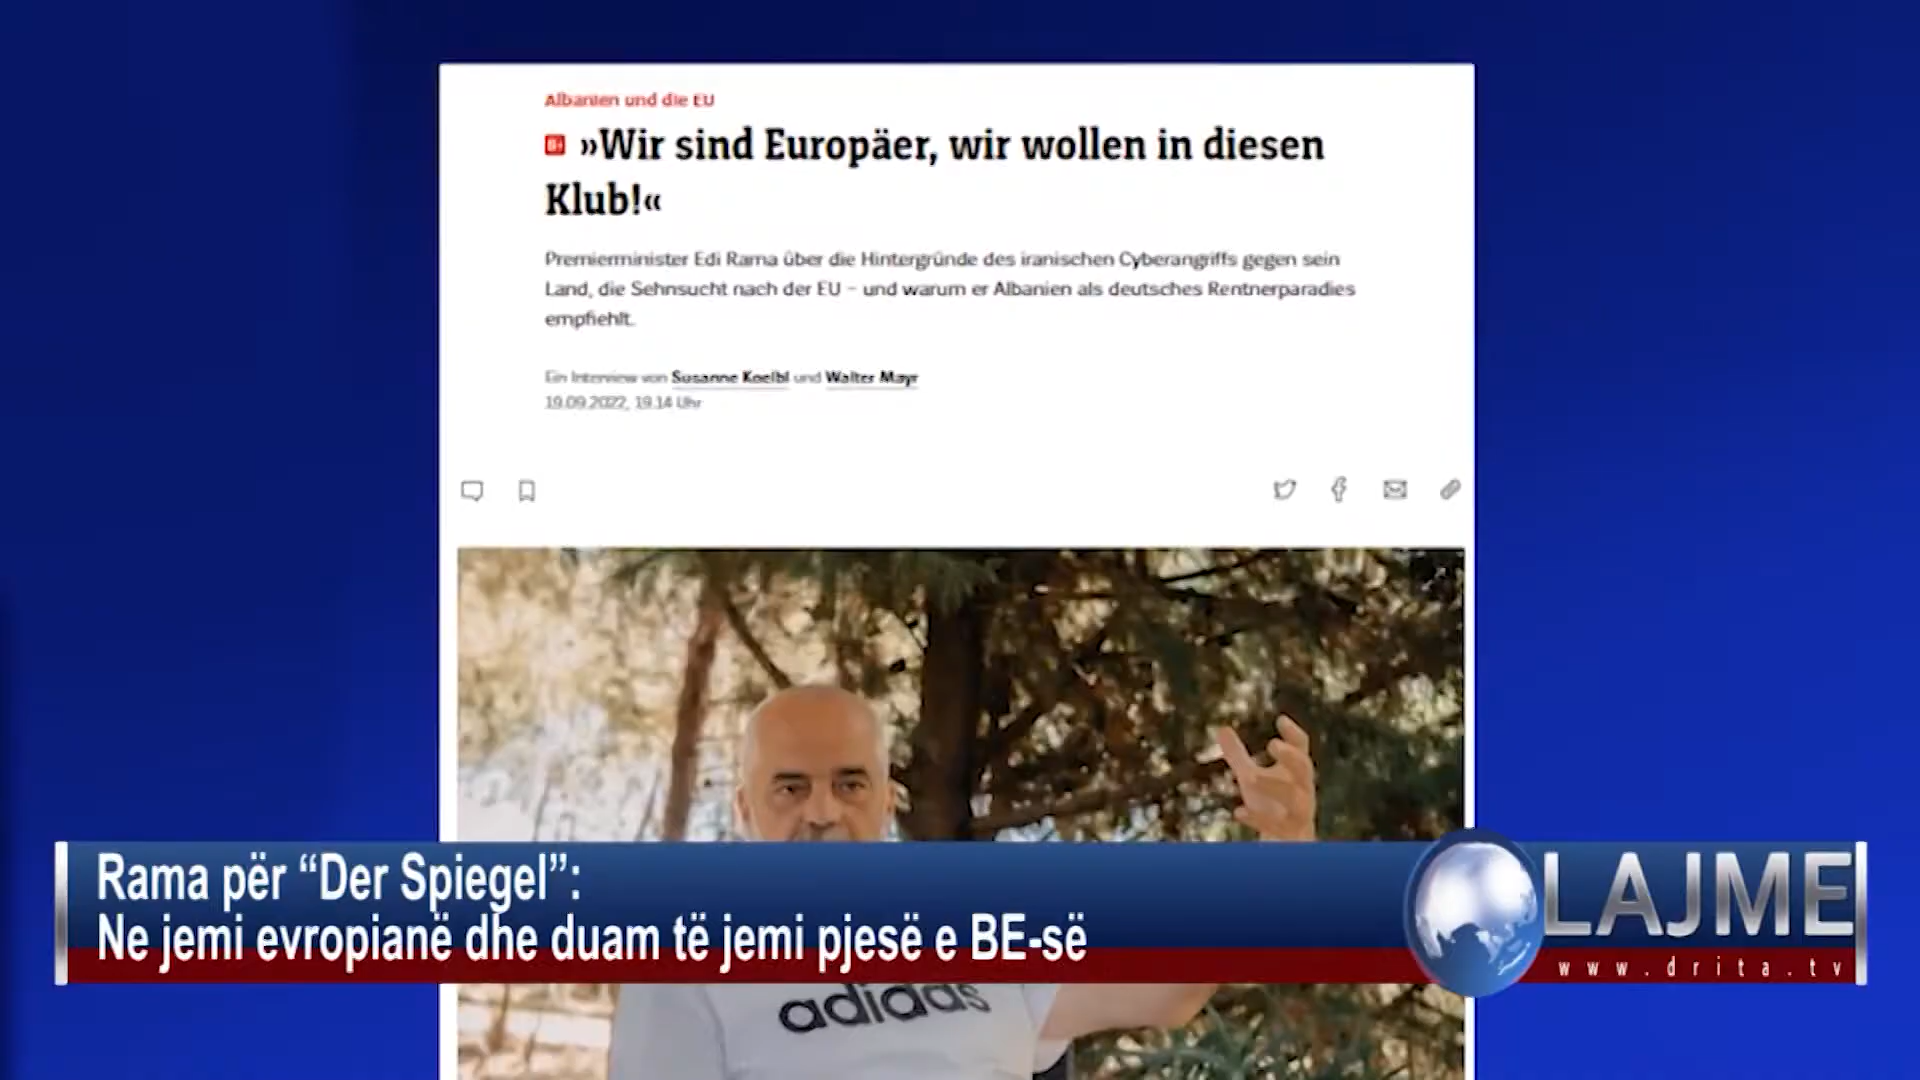 Albanien und die EU
S+ »Wir sind Europäer, wir wollen in diesen
Klub!«
Premierminister Edi Rama über die Hintergründe des iranischen Cyberangriffs gegen sein
Land, die Sehnsucht nach der EU – und warum er Albanien als deutsches Rentnerparadies
empfiehlt.
Ein Interview von Susanne Koelbl und Walter Mayr
19.09.2022, 19.14 Uhr
Rama për “Der Spiegel”:
Ne jemi evropianë dhe duam të jemi pjesë e BE-së
LAJME
www.drita.tv
adidas